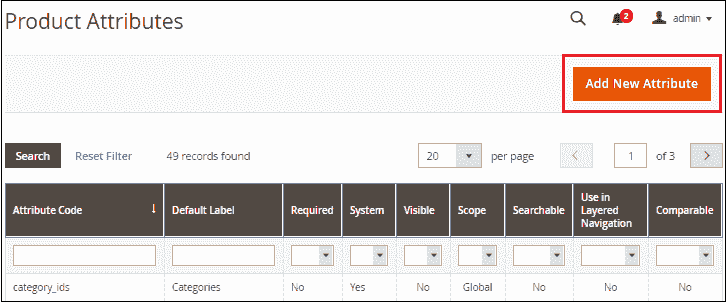 Product Attributes
2
admin
Add New Attribute
Search Reset Filter 49 records found 20 per page 1 of 3
Attribute Code Default Label Required System Visible Scope Searchable Use in Layered Navigation Comparable
category_ids Categories No Yes No Global No No No